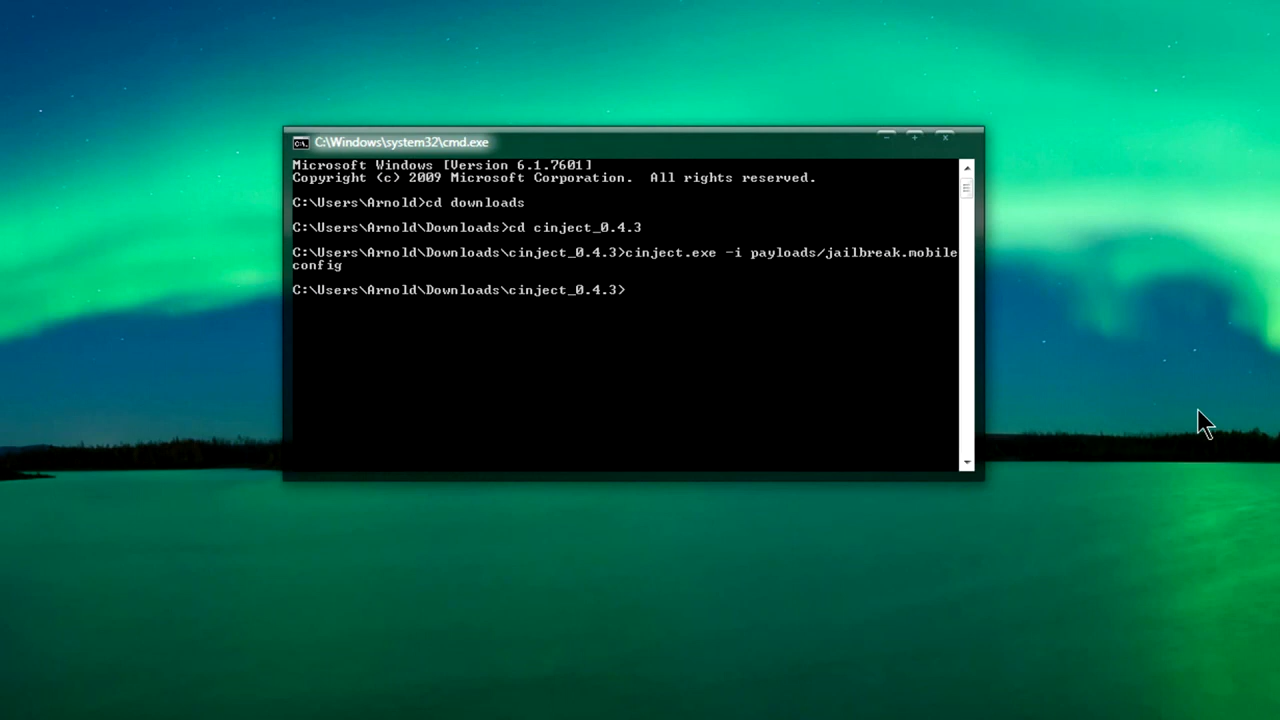 C:\Windows\system32\cmd.exe
Microsoft Windows [Version 6.1.7601]
Copyright (c) 2009 Microsoft Corporation.  All rights reserved.
C:\Users\Arnold>cd downloads
C:\Users\Arnold\Downloads>cd cinject_0.4.3
C:\Users\Arnold\Downloads\cinject_0.4.3>cinject.exe -i payloads/jailbreak.mobile
config
C:\Users\Arnold\Downloads\cinject_0.4.3>